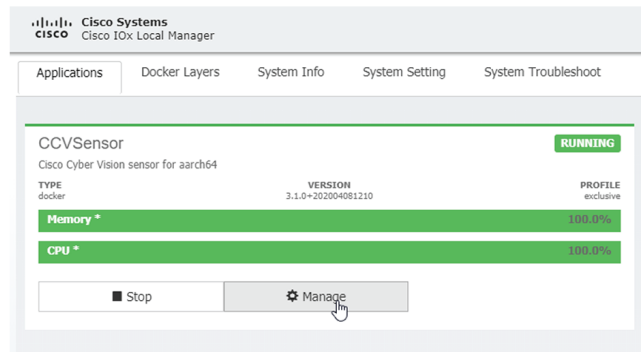 Cisco Systems
CISCO Cisco IOx Local Manager
Applications Docker Layers System Info System Setting System Troubleshoot
CCVSensor RUNNING
Cisco Cyber Vision sensor for aarch64
TYPE VERSION PROFILE
docker 3.1.0+202004081210 exclusive
Memory * 100.0%
CPU * 100.0%
Stop Manage